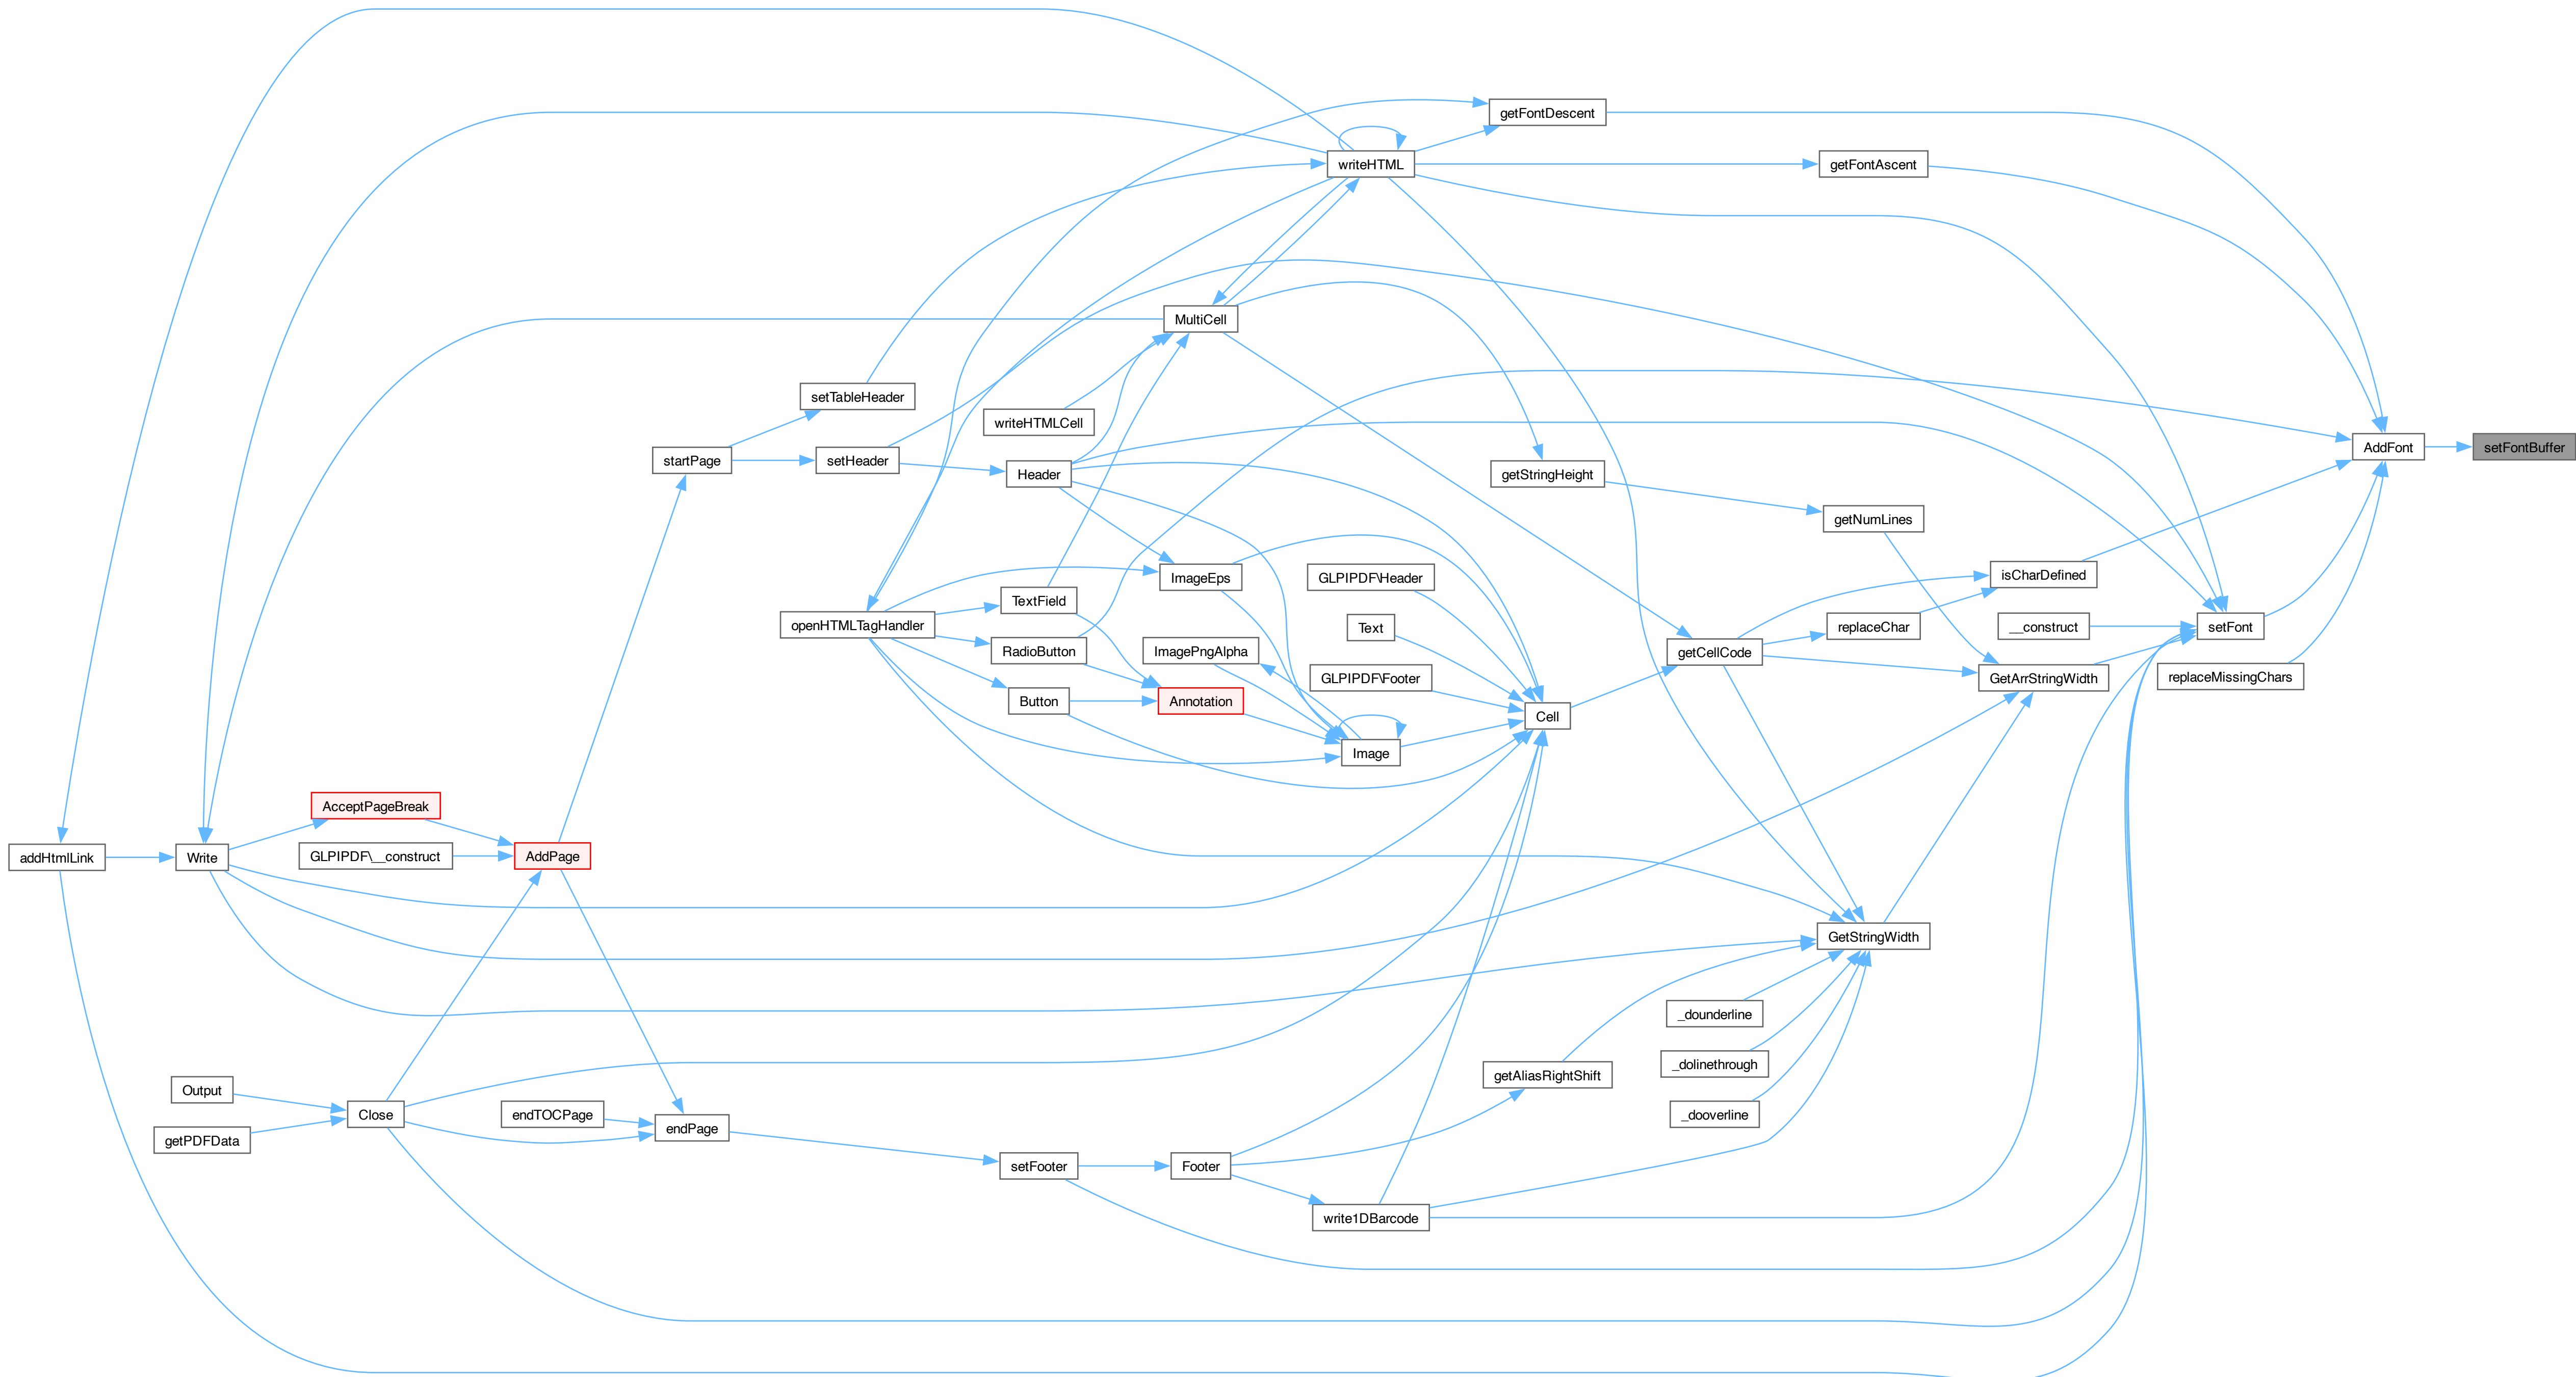 getFontDescent
writeHTML
getFontAscent
MultiCell
setTableHeader
writeHTMLCell
AddFont
setFontBuffer
startPage
setHeader
Header
getStringHeight
getNumLines
ImageEps
GLPIPDF\Header
isCharDefined
TextField
openHTMLTagHandler
Text
replaceChar
__construct
setFont
RadioButton
ImagePngAlpha
getCellCode
GLPIPDF\Footer
GetArrStringWidth
replaceMissingChars
Button
Annotation
Cell
Image
AcceptPageBreak
addHtmlLink
Write
GLPIPDF\__construct
AddPage
GetStringWidth
_dounderline
_dolinethrough
getAliasRightShift
Output
Close
endTOCPage
endPage
_dooverline
getPDFData
setFooter
Footer
write1DBarcode